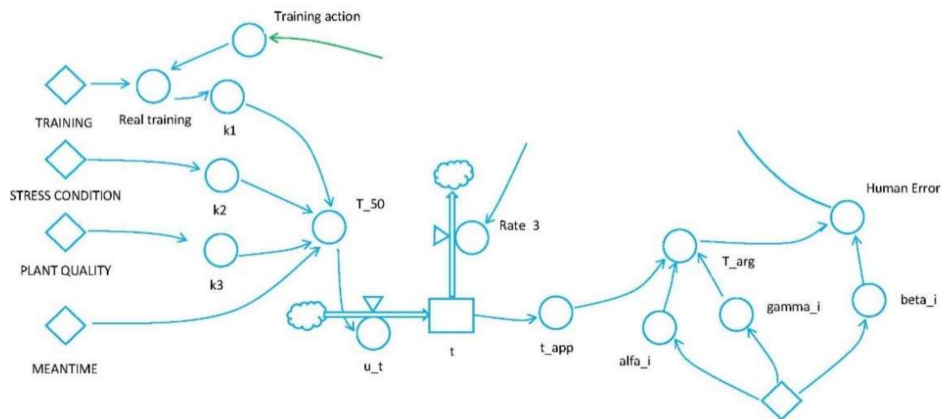 Training action
TRAINING
Real training
k1
STRESS CONDITION
k2
T_50
Rate 3
Human Error
PLANT QUALITY
k3
T_arg
gamma_i
beta_i
MEANTIME
u_t
t
t_app
alfa_i